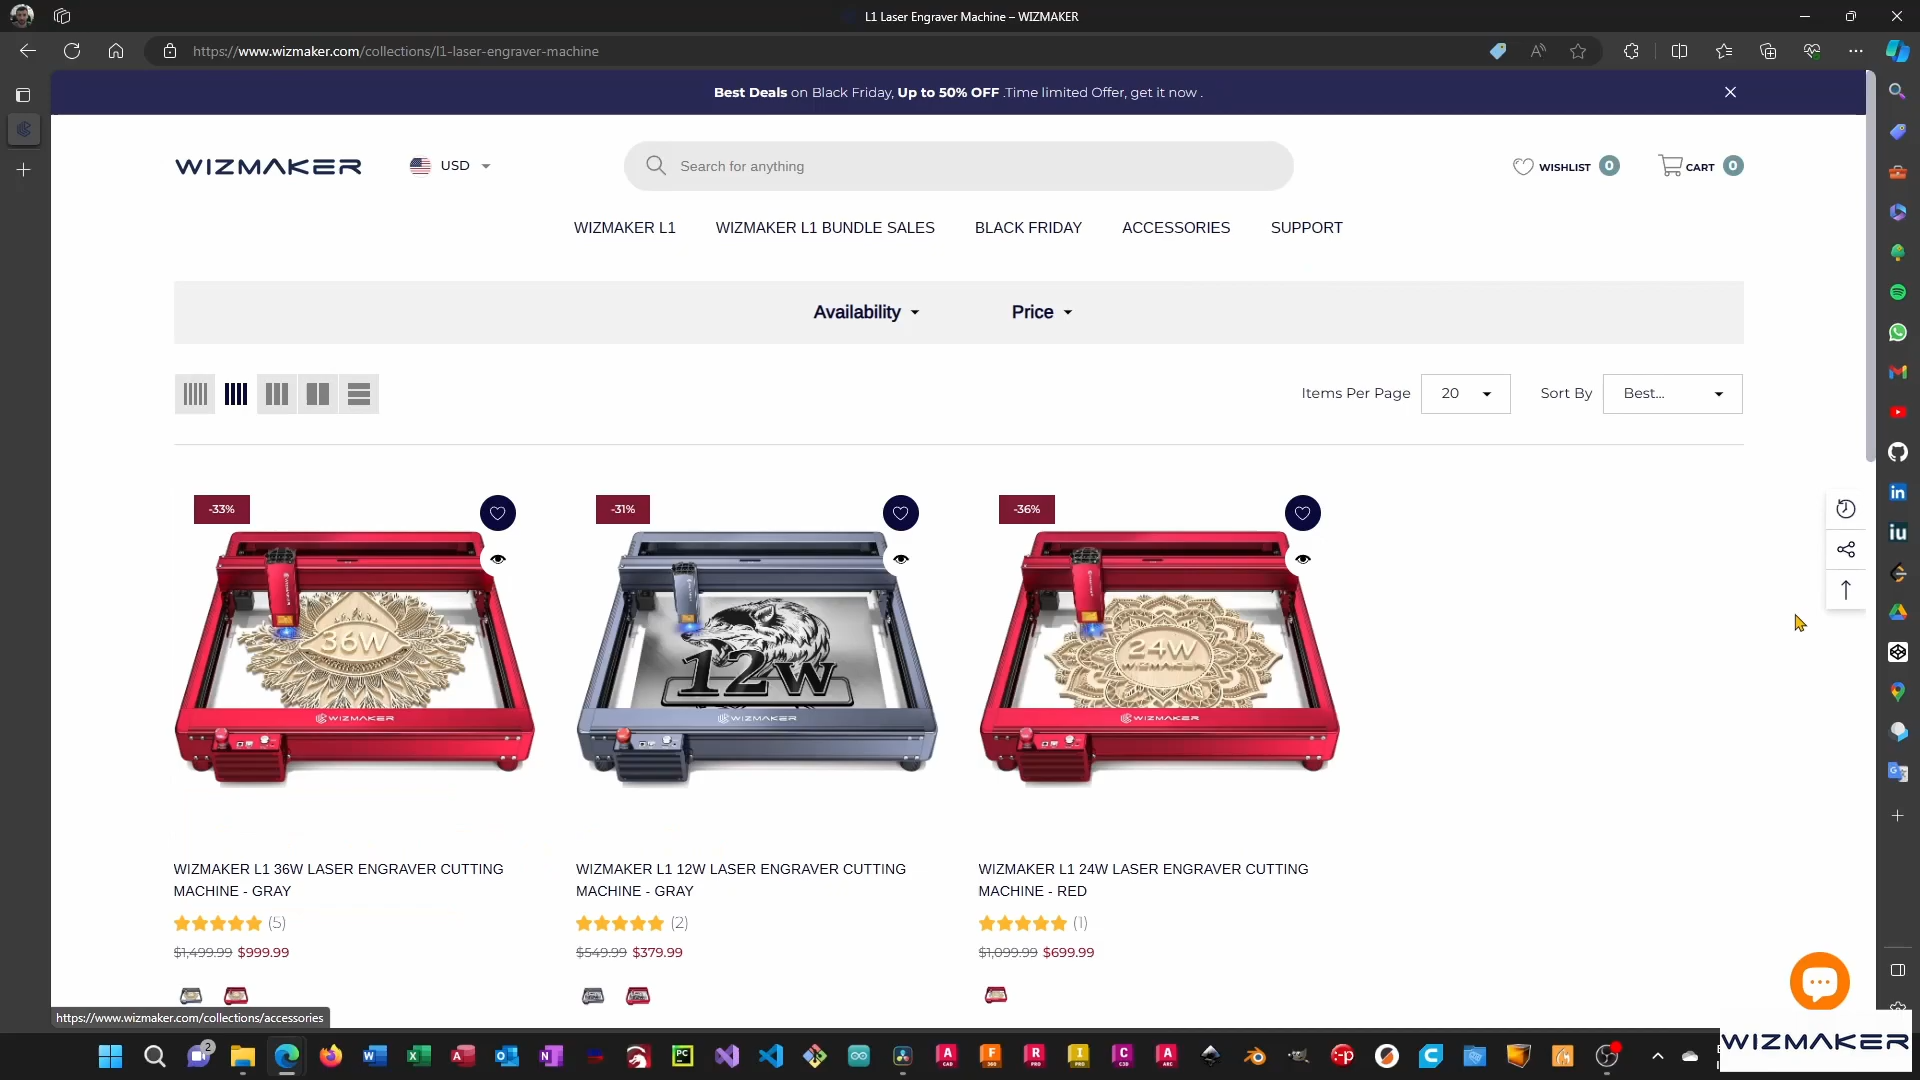 L1 Laser Engraver Machine – WIZMAKER
https://www.wizmaker.com/collections/l1-laser-engraver-machine
Best Deals on Black Friday, Up to 50% OFF .Time limited Offer, get it now .
WIZMAKER
USD
Search for anything
WISHLIST 0
CART 0
WIZMAKER L1 WIZMAKER L1 BUNDLE SALES BLACK FRIDAY ACCESSORIES SUPPORT
Availability Price
Items Per Page 20 Sort By Best...
-33% -31% -36%
36W
12w
24W
WIZMAKER
WIZMAKER WIZMAKER WIZMAKER
WIZMAKER L1 36W LASER ENGRAVER CUTTING
MACHINE - GRAY
(5)
$1,499.99 $999.99
WIZMAKER L1 12W LASER ENGRAVER CUTTING
MACHINE - GRAY
(2)
$549.99 $379.99
WIZMAKER L1 24W LASER ENGRAVER CUTTING
MACHINE - RED
(1)
$1,099.99 $699.99
https://www.wizmaker.com/collections/accessories
2
WIZMAKER